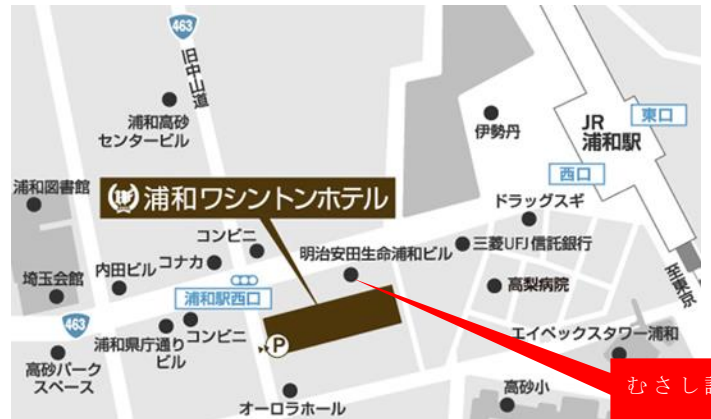 463
旧中山道
浦和高砂
センタービル
伊勢丹
JR
浦和駅
東口
西口
浦和図書館
浦和ワシントンホテル
ドラッグスギ
コンビニ
三菱UFJ信託銀行
明治安田生命浦和ビル
コナカ
内田ビル
埼玉会館
浦和駅西口
高梨病院
至東京
463
浦和県庁通り
ビル
コンビニ
P
エイペックスタワー浦和
高砂パーク
スペース
オーロラホール
高砂小
むさし